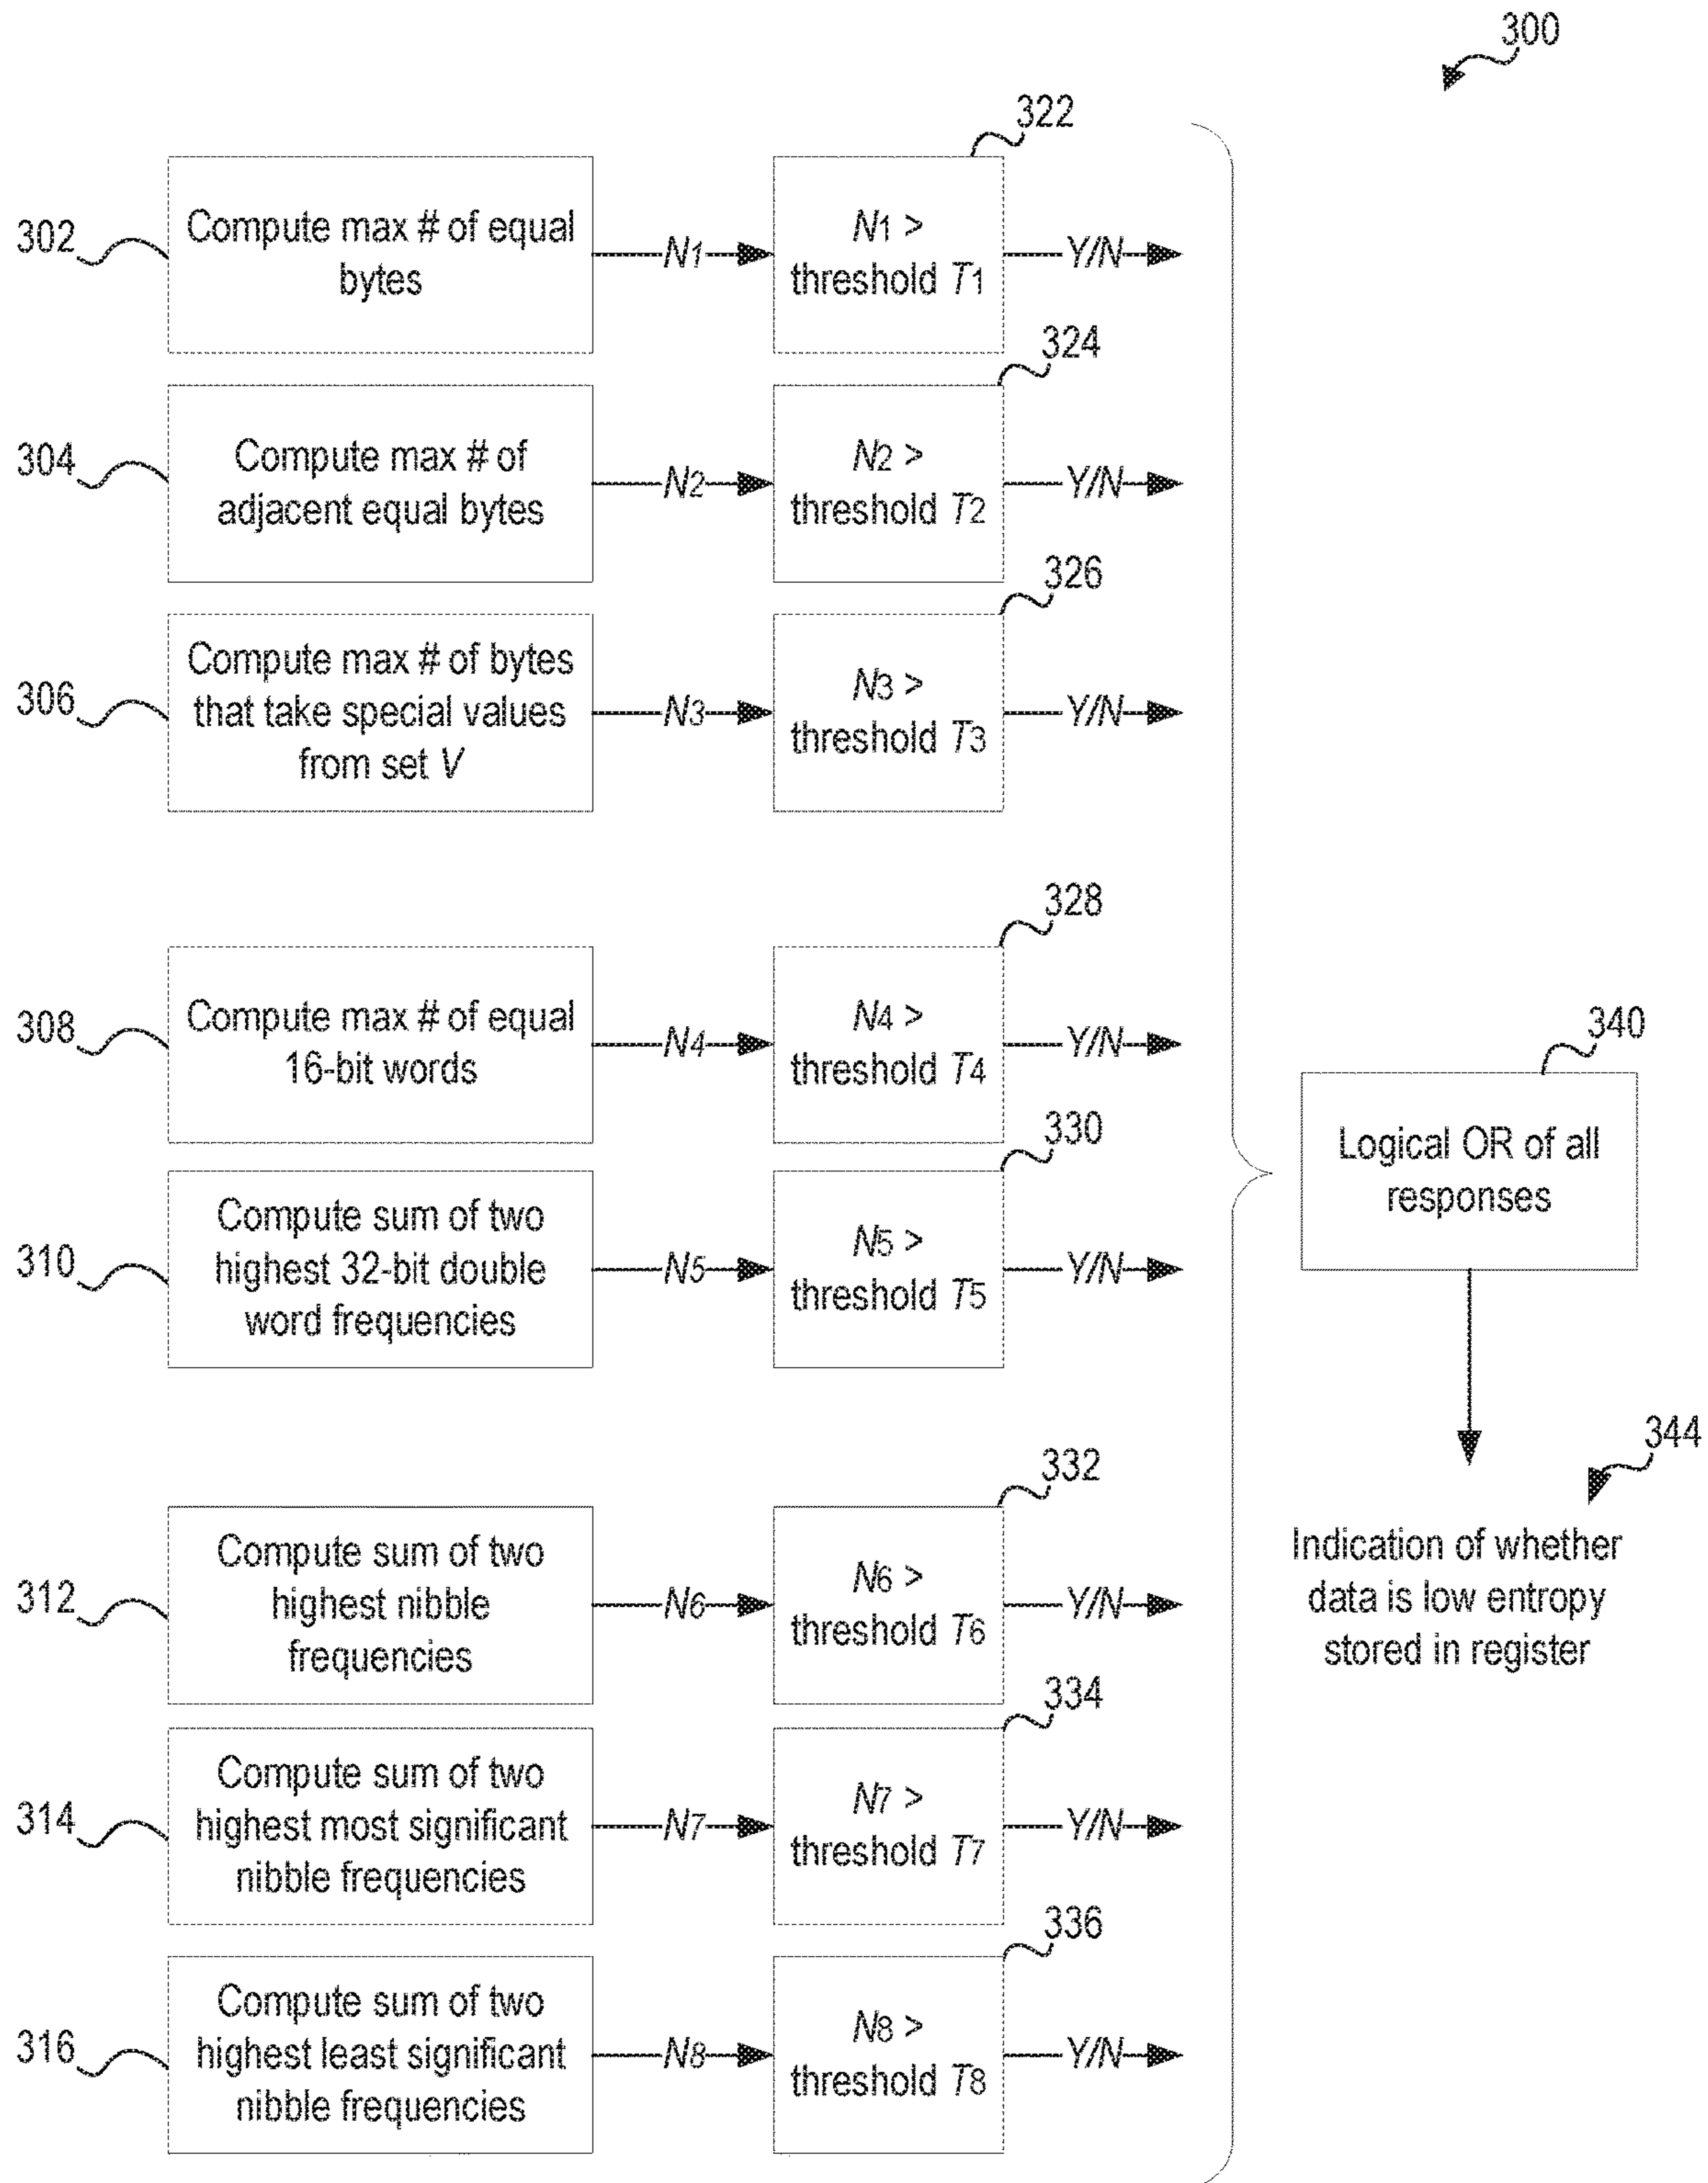 300
322
302
Compute max # of equal
bytes
N1
N1 >
threshold T1
Y/N
324
304
Compute max # of
adjacent equal bytes
N2
N2 >
threshold T2
Y/N
326
306
Compute max # of bytes
that take special values
from set V
N3
N3 >
threshold T3
Y/N
328
308
Compute max # of equal
16-bit words
N4
N4 >
threshold T4
Y/N
330
310
Compute sum of two
highest 32-bit double
word frequencies
N5
N5 >
threshold T5
Y/N
332
312
Compute sum of two
highest nibble
frequencies
N6
N6 >
threshold T6
Y/N
334
314
Compute sum of two
highest most significant
nibble frequencies
N7
N7 >
threshold T7
Y/N
336
316
Compute sum of two
highest least significant
nibble frequencies
N8
N8 >
threshold T8
Y/N
340
Logical OR of all
responses
344
Indication of whether
data is low entropy
stored in register